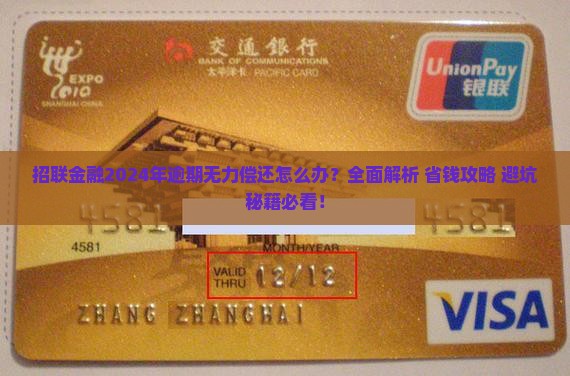 EXPO
2010
SHANGHAI CHINA
交通銀行
BANK OF COMMUNICATIONS
太平洋卡 PACIFIC CARD
UnionPay
银联
招联金融2024年逾期无力偿还怎么办？全面解析 省钱攻略 避坑
秘籍必看！
4581
4581
MONTH/YEAR
VALID
THRU
12/12
ZHANG ZHANGHAI
VISA